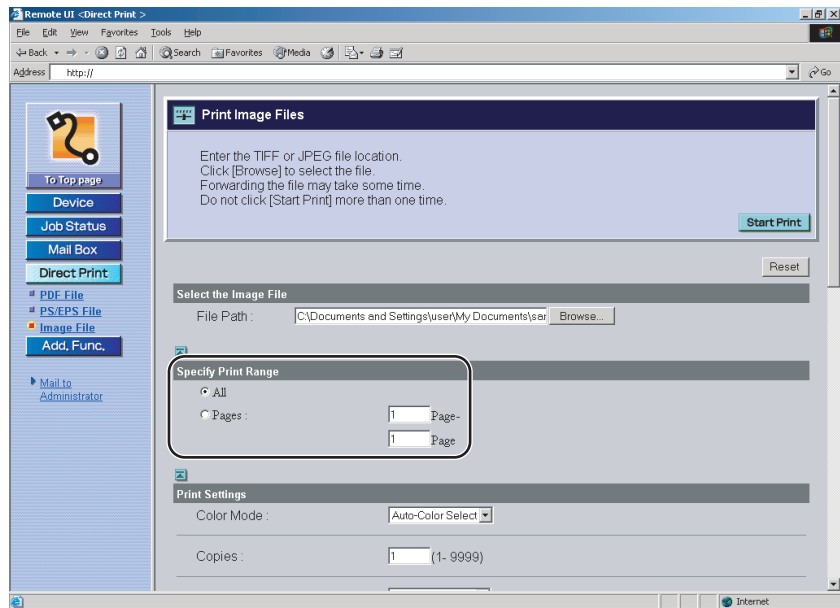 Remote UI <Direct Print >
File Edit View Favorites Tools Help
Back Search Favorites Media
Address http:// Go
To Top page
Device
Job Status
Mail Box
Direct Print
PDF File
PS/EPS File
Image File
Add. Func.
Mail to
Administrator
Print Image Files
Enter the TIFF or JPEG file location.
Click [Browse] to select the file.
Forwarding the file may take some time.
Do not click [Start Print] more than one time.
Start Print
Reset
Select the Image File
File Path : C:\Documents and Settings\user\My Documents\sar Browse...
Specify Print Range
All
Pages : 1 Page-
1 Page
Print Settings
Color Mode : Auto-Color Select
Copies : 1 (1- 9999)
Internet